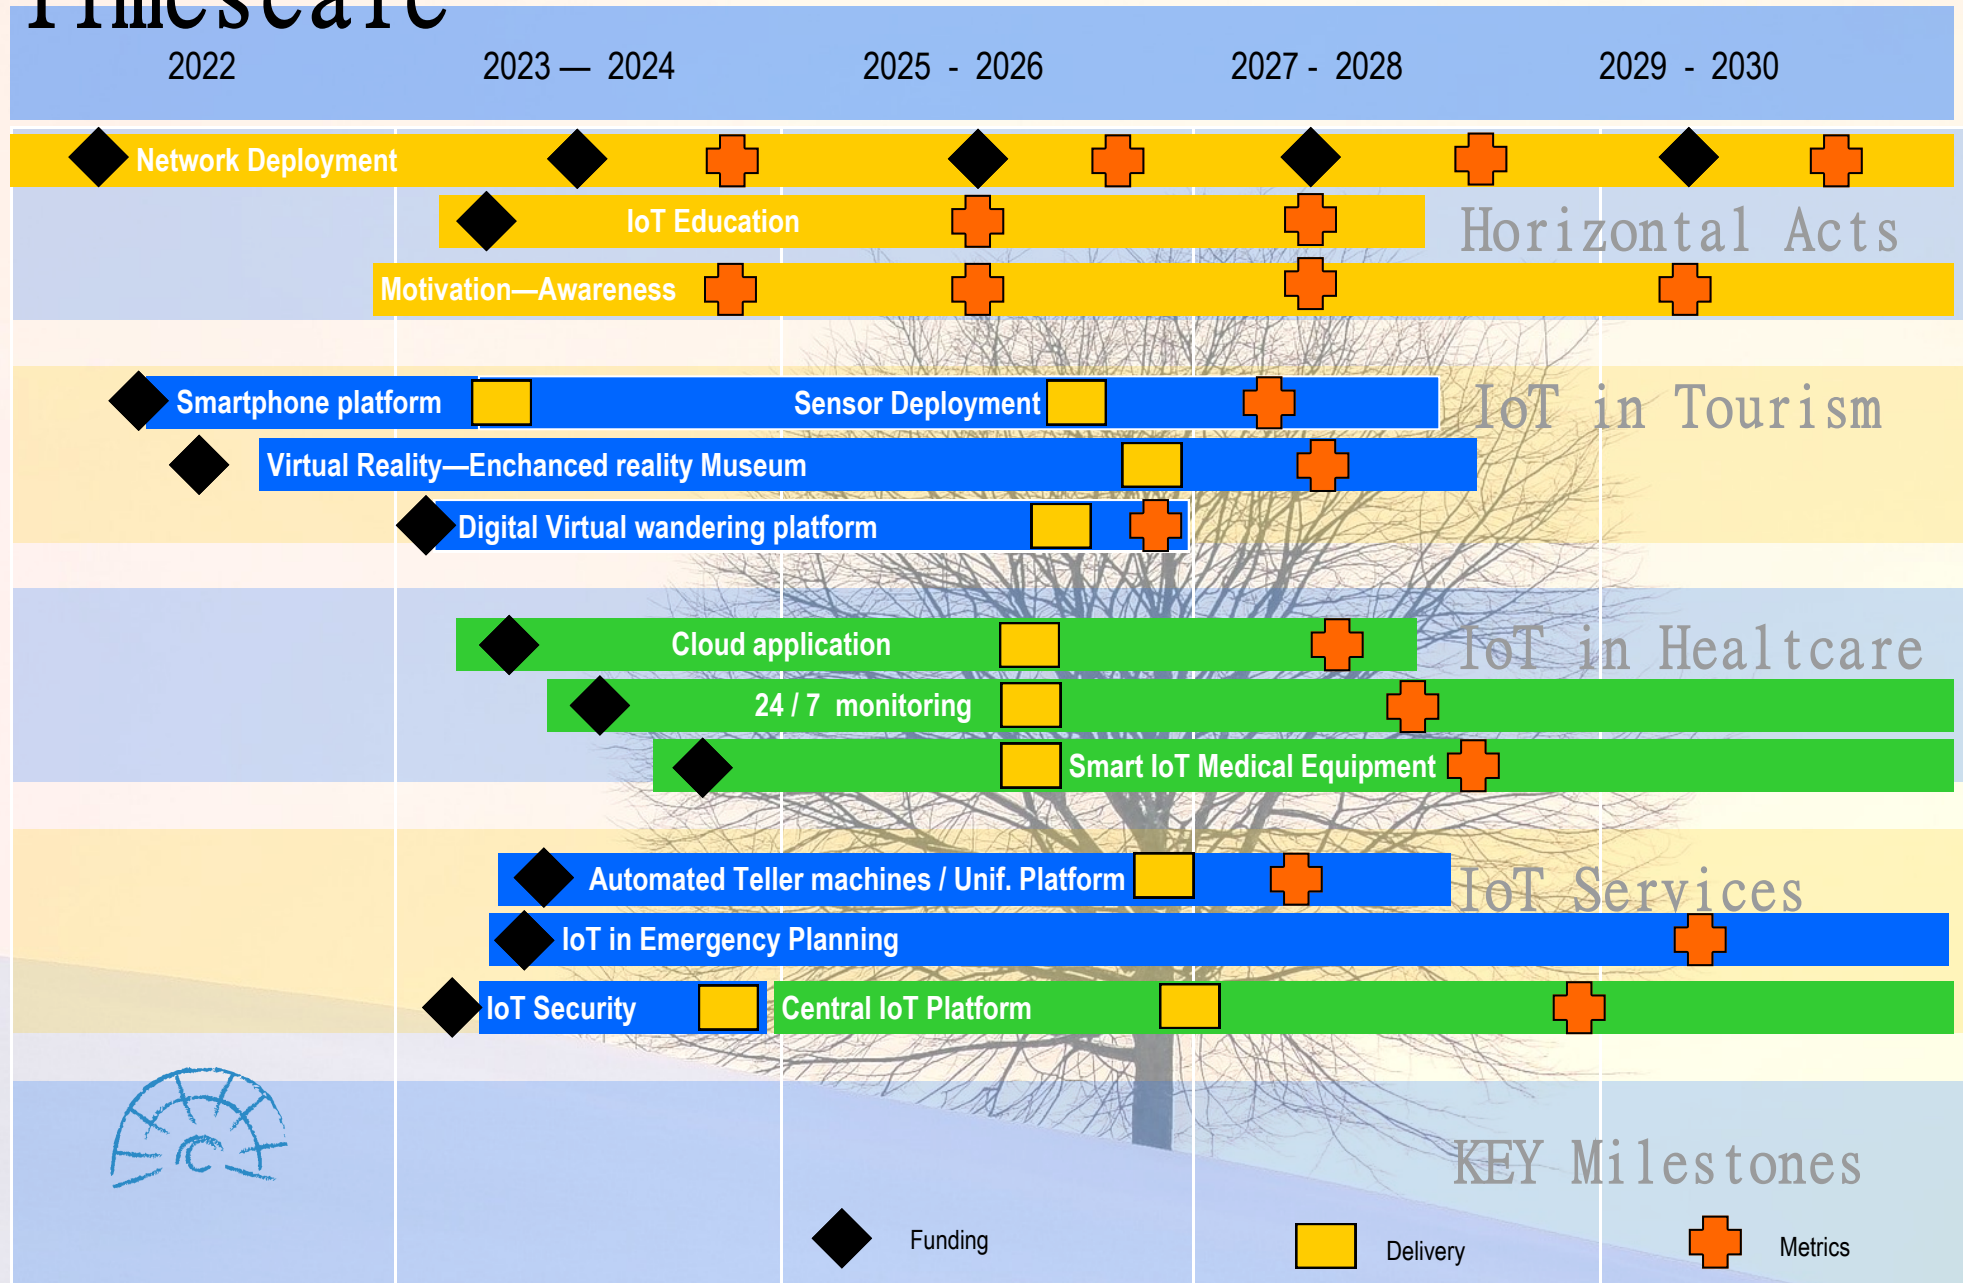 Timescale
2022 2023 — 2024 2025 - 2026 2027 - 2028 2029 - 2030
Network Deployment
IoT Education
Horizontal Acts
Motivation—Awareness
Smartphone platform Sensor Deployment
IoT in Tourism
Virtual Reality—Enchanced reality Museum
Digital Virtual wandering platform
Cloud application
IoT in Healtcare
24 / 7 monitoring
Smart IoT Medical Equipment
Automated Teller machines / Unif. Platform
IoT Services
IoT in Emergency Planning
IoT Security Central IoT Platform
KEY Milestones
Funding Delivery Metrics